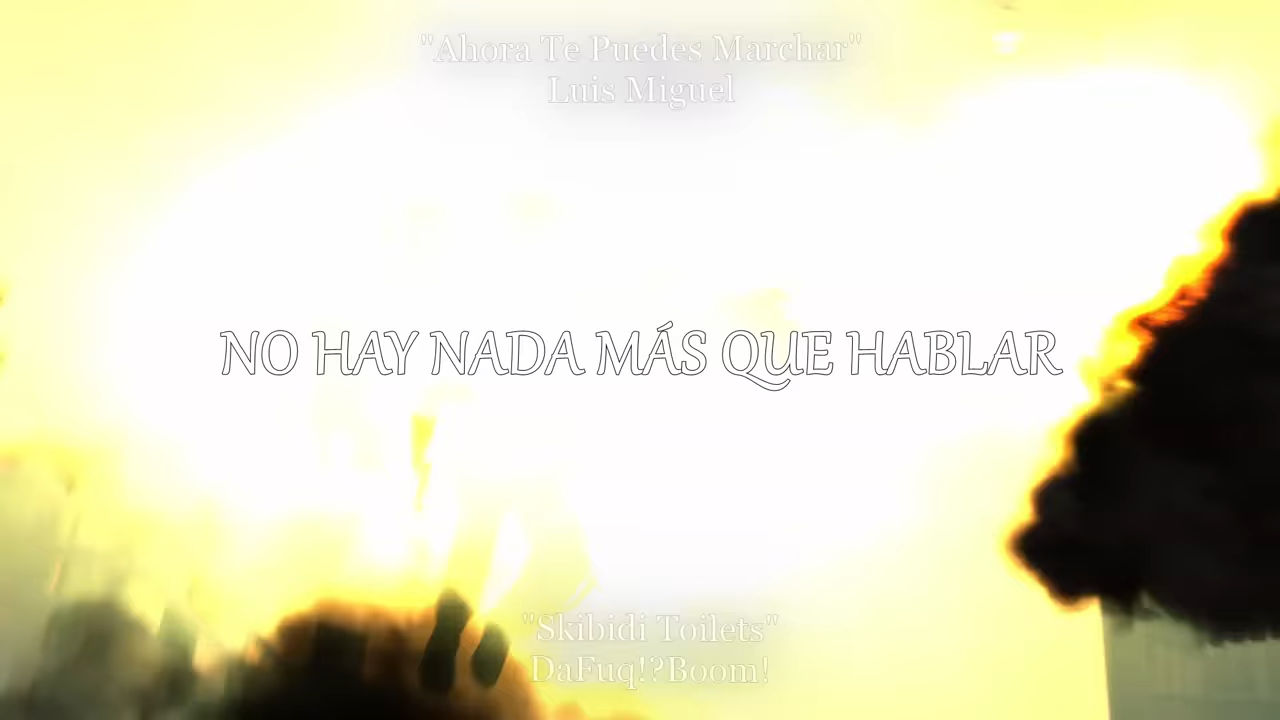 "Ahora Te Puedes Marchar"
Luis Miguel
NO HAY NADA MÁS QUE HABLAR
"Skibidi Toilets"
DaFuq!?Boom!